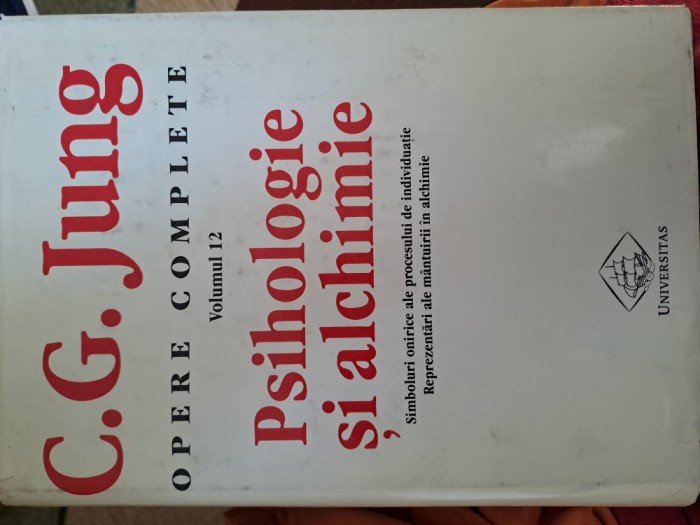 C.G. Jung
OPERE COMPLETE
Volumul 12
Psihologie
și alchimie
Simboluri onirice ale procesului de individuație
Reprezentări ale mântuirii în alchimie
UNIVERSITAS